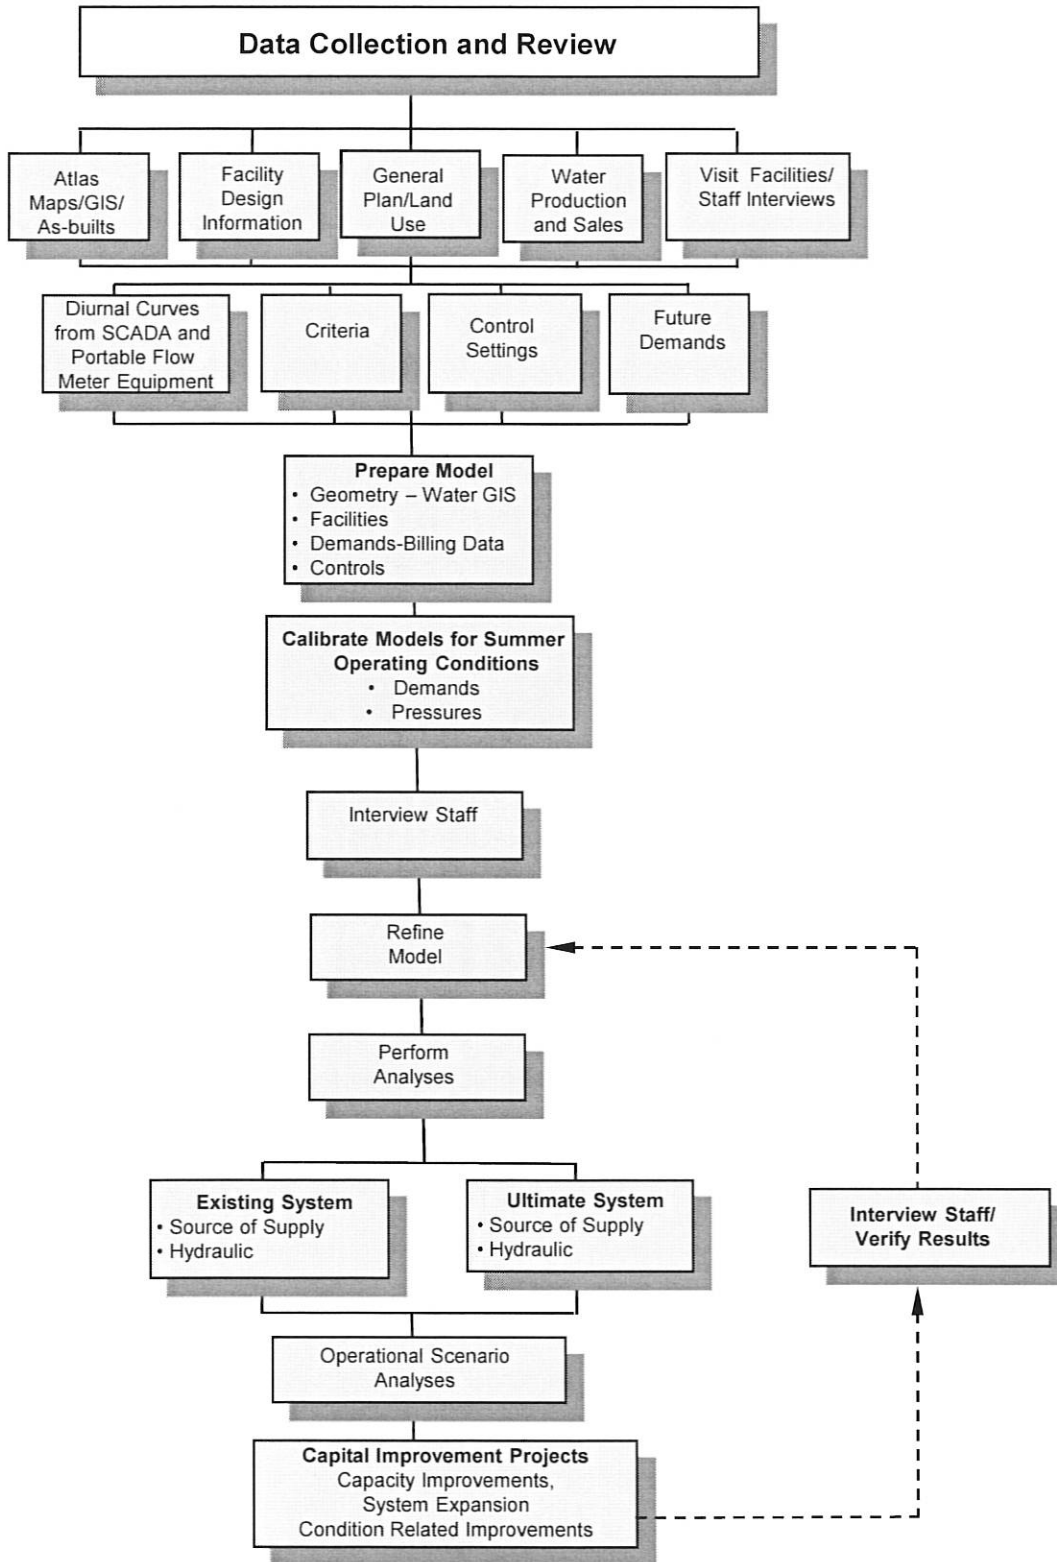 Data Collection and Review
Atlas
Maps/GIS/
As-builts
Facility
Design
Information
General
Plan/Land
Use
Water
Production
and Sales
Visit Facilities/
Staff Interviews
Diurnal Curves
from SCADA and
Portable Flow
Meter Equipment
Criteria
Control
Settings
Future
Demands
Prepare Model
• Geometry – Water GIS
• Facilities
• Demands-Billing Data
• Controls
Calibrate Models for Summer
Operating Conditions
• Demands
• Pressures
Interview Staff
Refine
Model
Perform
Analyses
Existing System
• Source of Supply
• Hydraulic
Ultimate System
• Source of Supply
• Hydraulic
Interview Staff/
Verify Results
Operational Scenario
Analyses
Capital Improvement Projects
Capacity Improvements,
System Expansion
Condition Related Improvements